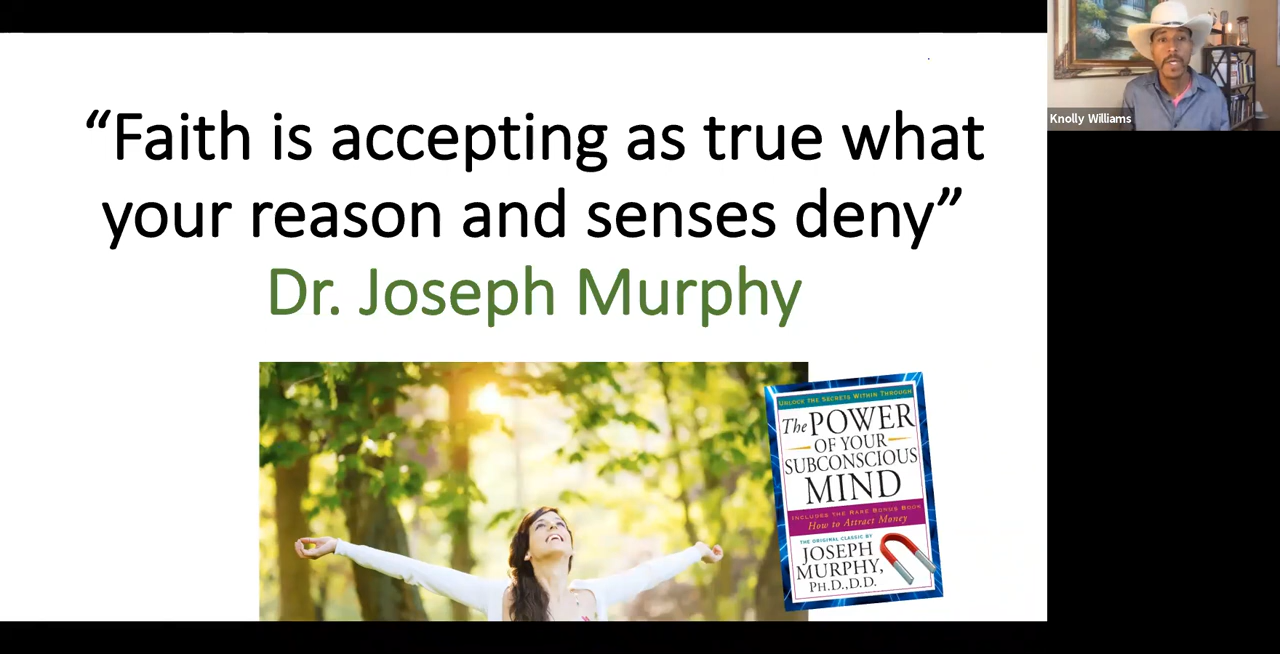 “Faith is accepting as true what
your reason and senses deny”
Dr. Joseph Murphy
Knolly Williams
UNLOCK THE SECRETS WITHIN THROUGH
The POWER
OF YOUR
SUBCONSCIOUS
MIND
INCLUDES THE RARE BONUS BOOK
How to Attract Money
THE ORIGINAL CLASSIC BY
JOSEPH
MURPHY,
PH.D., D.D.